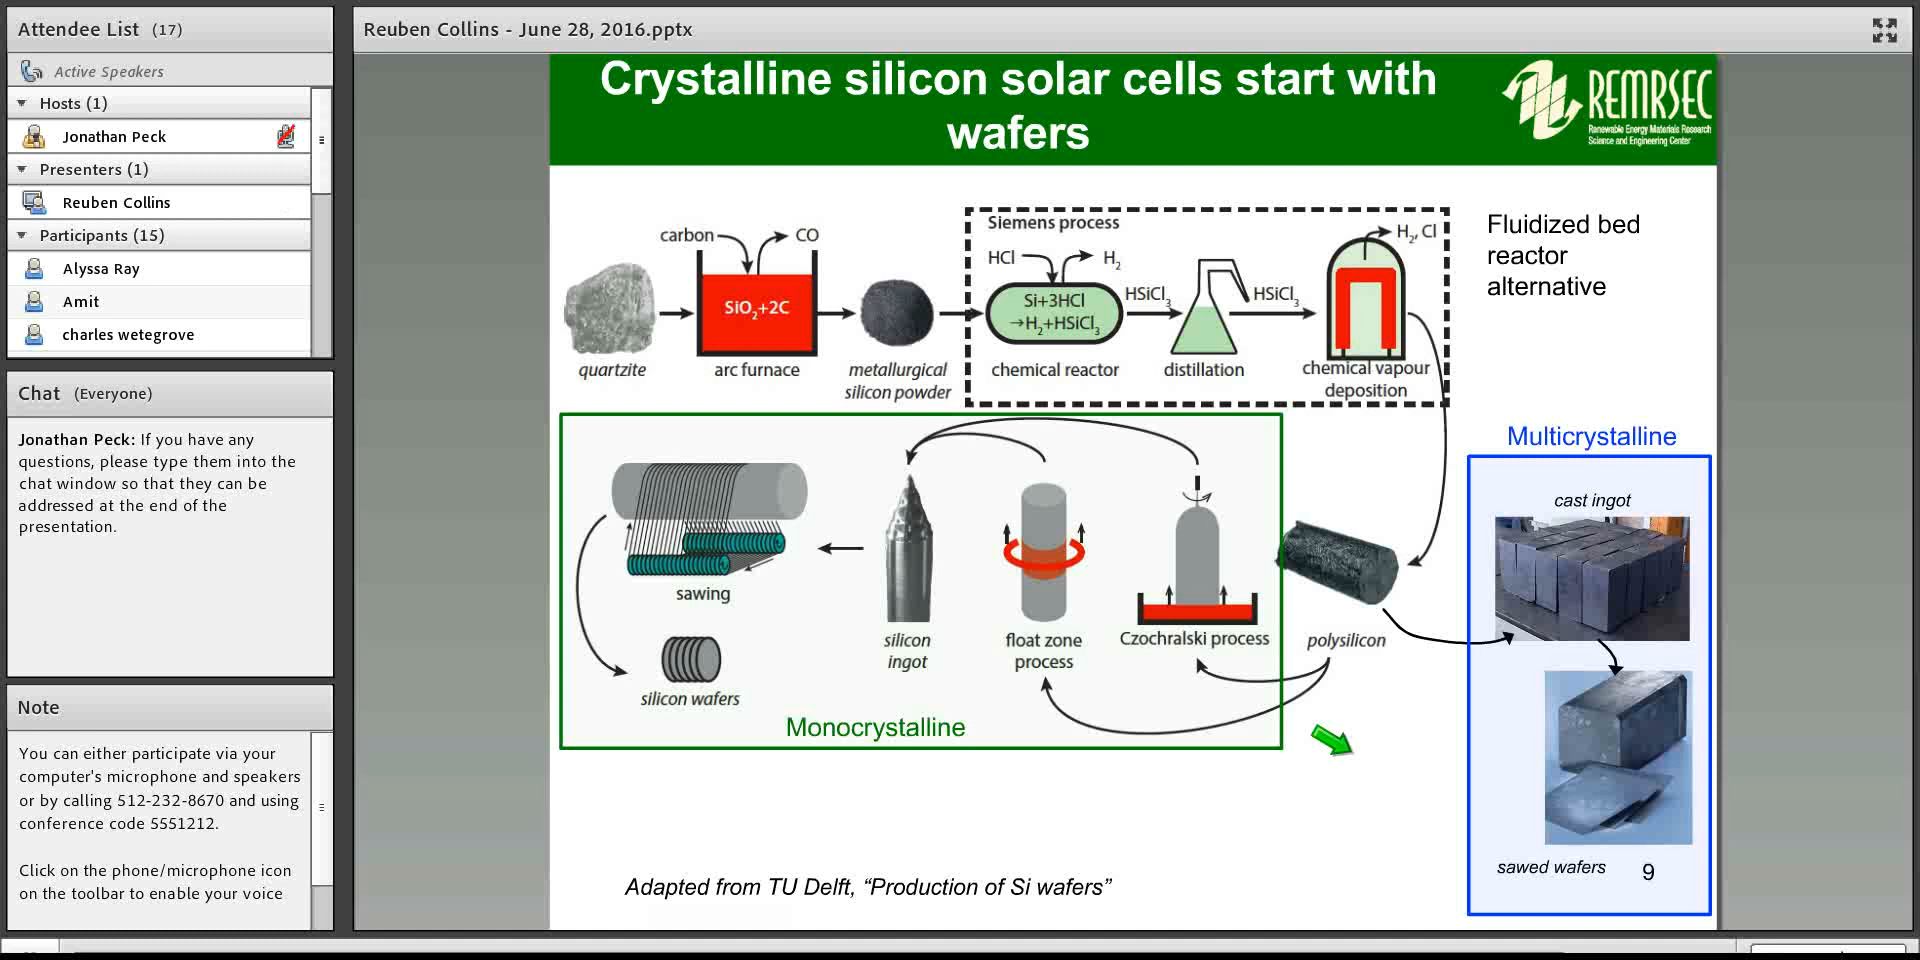 Attendee List (17)
Active Speakers
Hosts (1)
Jonathan Peck
Presenters (1)
Reuben Collins
Participants (15)
Alyssa Ray
Amit
charles wetegrove
Chat (Everyone)
Jonathan Peck: If you have any
questions, please type them into the
chat window so that they can be
addressed at the end of the
presentation.
Note
You can either participate via your
computer's microphone and speakers
or by calling 512-232-8670 and using
conference code 5551212.
Click on the phone/microphone icon
on the toolbar to enable your voice
Reuben Collins - June 28, 2016.pptx
Crystalline silicon solar cells start with
wafers
REMRSEC
Renewable Energy Materials Research
Science and Engineering Center
carbon
CO
SiO₂+2C
quartzite
arc furnace
metallurgical
silicon powder
Siemens process
HCl
H₂
Si+3HCl
→H₂+HSiCl₃
HSiCl₃
HSiCl₃
H₂, Cl
chemical reactor
distillation
chemical vapour
deposition
Fluidized bed
reactor
alternative
sawing
silicon wafers
silicon
ingot
float zone
process
Czochralski process
polysilicon
Monocrystalline
Multicrystalline
cast ingot
sawed wafers
9
Adapted from TU Delft, “Production of Si wafers”